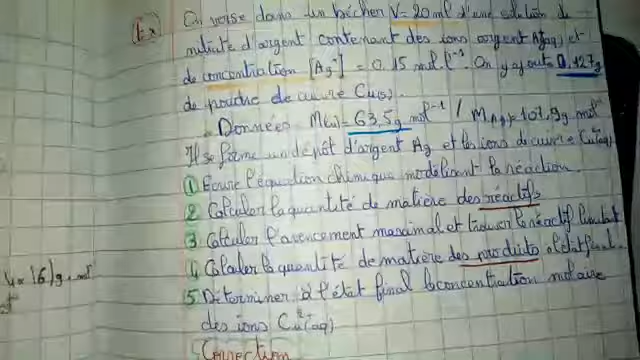 Ex On verse dans un bécher V= 20 ml d'une solution de
nitrate d'argent contenant des ions argent Ag+(aq) et
de concentration [Ag+] = 0.15 mol l-1. On y ajoute 0,127g
de poudre de cuivre Cu(s).
Données M(Cu)= 63,5g mol-1 / M(Ag)= 107,9g mol-1
Il se forme un dépôt d'argent Ag et des ions de cuivre Cu2+(aq)
1 Ecrire l'équation chimique modélisant la réaction.
2 Calculer la quantité de matière des réactifs
3 Calculer l'avancement maximal et trouver le réactif limitant
4 Calculer la quantité de matière des produits à l'état final.
5 Déterminer à l'état final la concentration molaire
des ions Cu2+(aq)
Correction